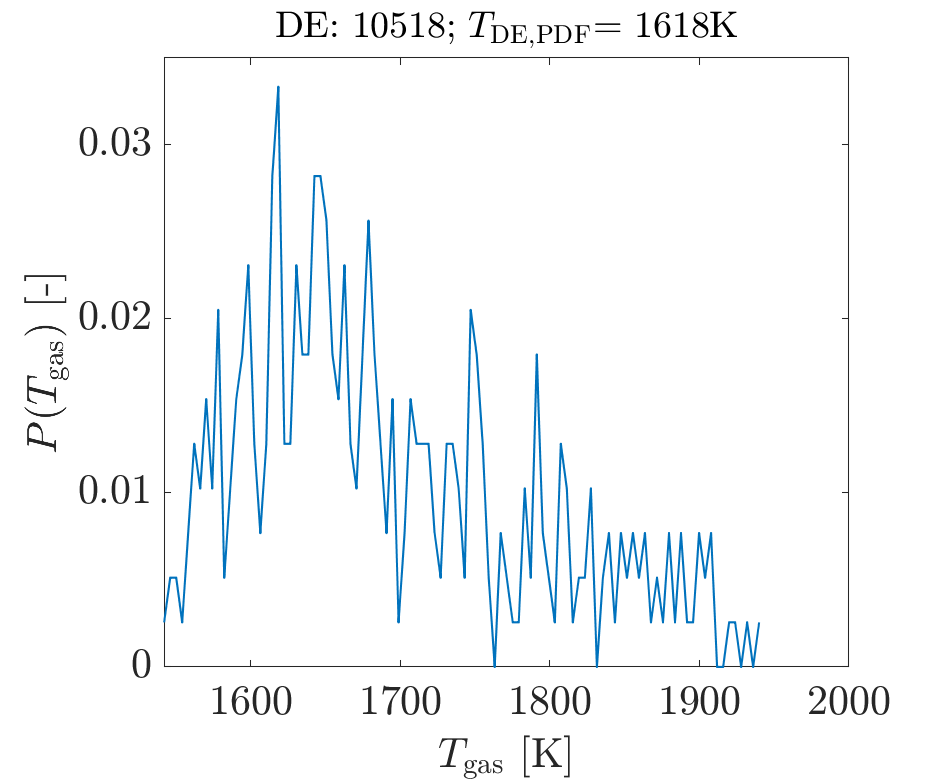 DE: 10518; T_DE,PDF= 1618K
0.03
0.02
0.01
0
P(T_gas) [-]
1600 1700 1800 1900 2000
T_gas [K]